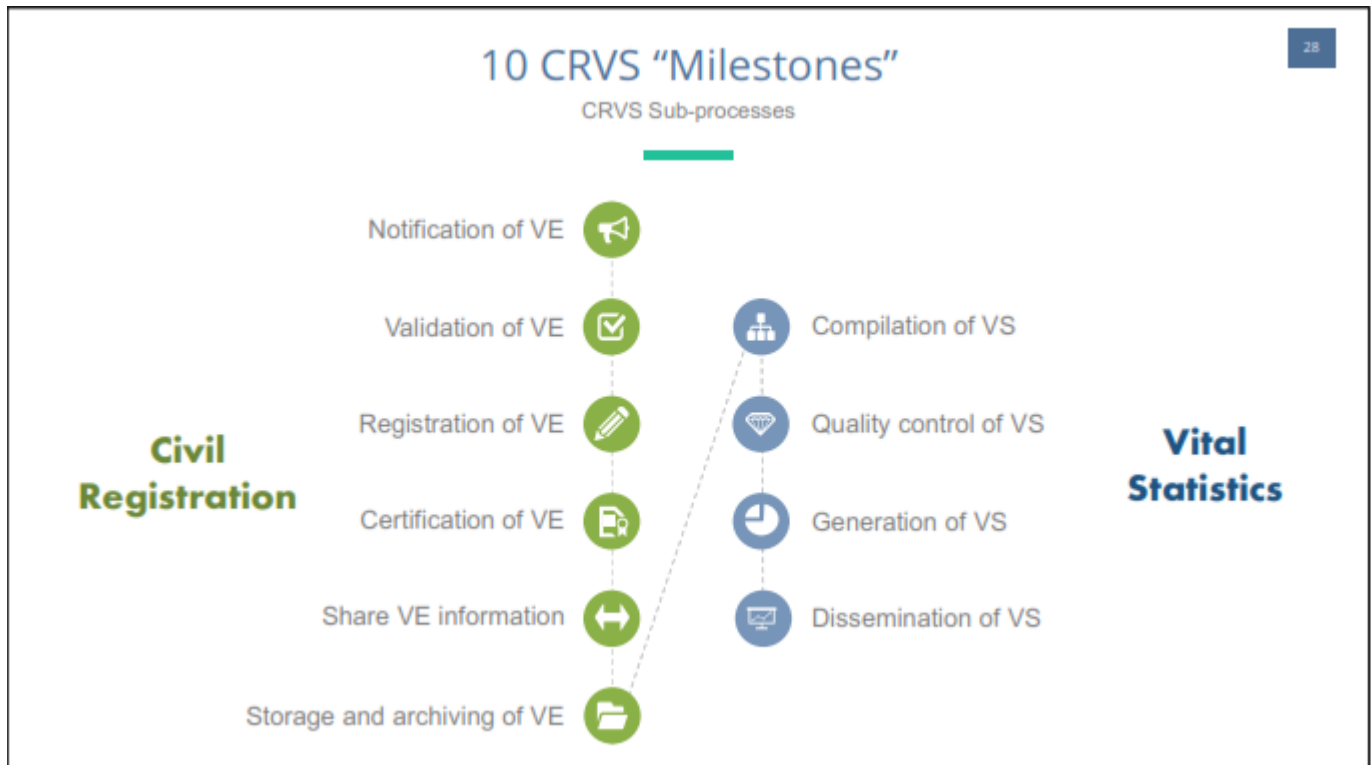 28
10 CRVS “Milestones”
CRVS Sub-processes
Notification of VE
Validation of VE
Registration of VE
Certification of VE
Share VE information
Storage and archiving of VE
Civil
Registration
Compilation of VS
Quality control of VS
Generation of VS
Dissemination of VS
Vital
Statistics